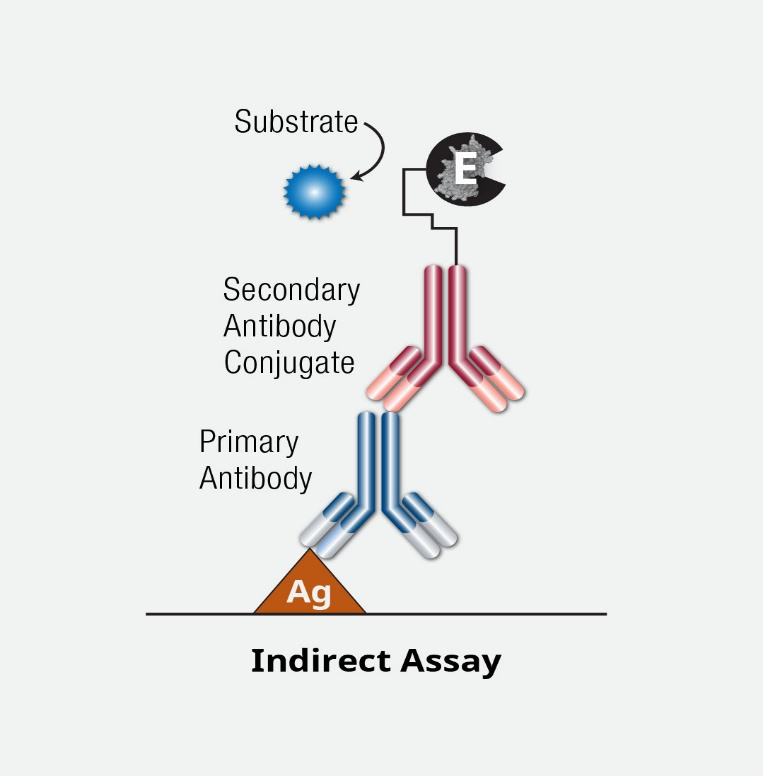 Substrate
E
Secondary
Antibody
Conjugate
Primary
Antibody
Ag
Indirect Assay